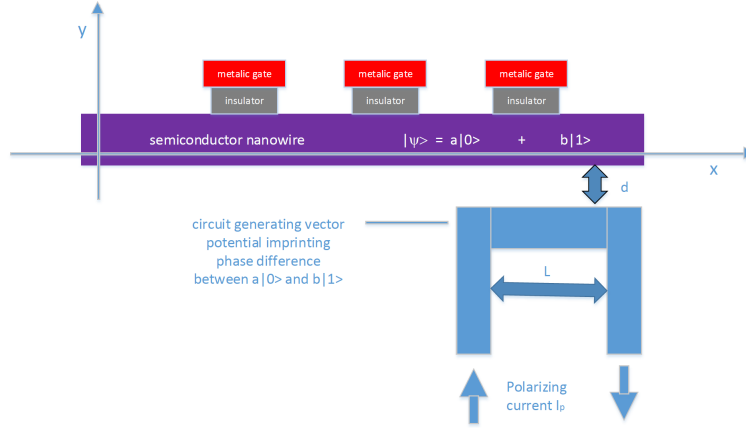 y
metalic gate metalic gate metalic gate
insulator insulator insulator
semiconductor nanowire |ψ> = a|0> + b|1>
x
d
circuit generating vector
potential imprinting
phase difference
between a|0> and b|1>
L
Polarizing
current Iₚ